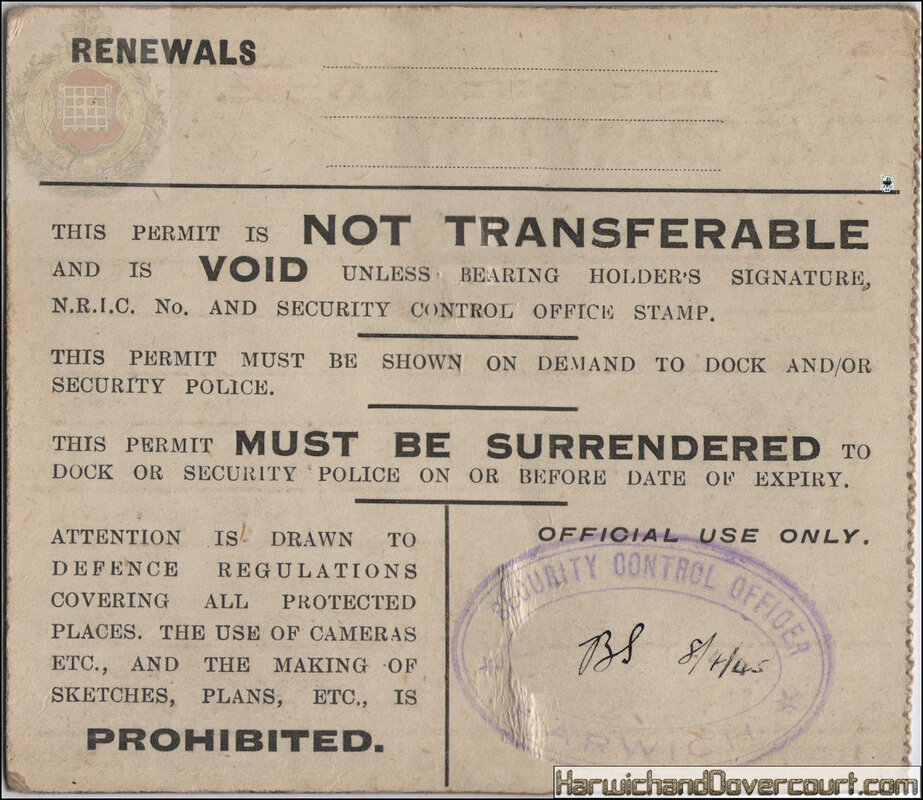 RENEWALS
THIS PERMIT IS NOT TRANSFERABLE
AND IS VOID UNLESS BEARING HOLDER'S SIGNATURE,
N.R.I.C. No. AND SECURITY CONTROL OFFICE STAMP.
THIS PERMIT MUST BE SHOWN ON DEMAND TO DOCK AND/OR
SECURITY POLICE.
THIS PERMIT MUST BE SURRENDERED TO
DOCK OR SECURITY POLICE ON OR BEFORE DATE OF EXPIRY.
ATTENTION IS DRAWN TO
DEFENCE REGULATIONS
COVERING ALL PROTECTED
PLACES. THE USE OF CAMERAS
ETC., AND THE MAKING OF
SKETCHES, PLANS, ETC., IS
PROHIBITED.
OFFICIAL USE ONLY.
SECURITY CONTROL OFFICER
BS 8/4/45
HARWICH
HarwichandDovercourt.com